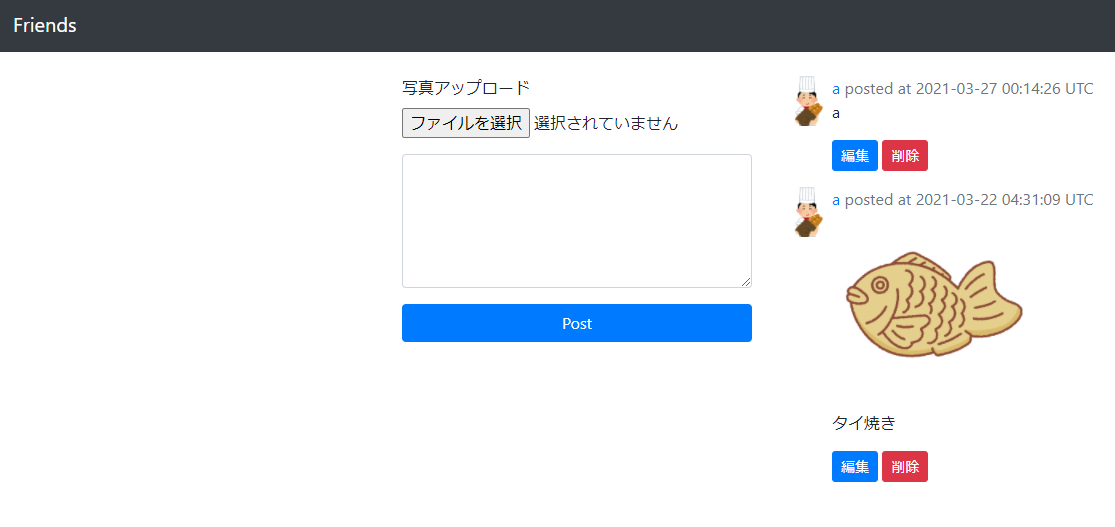 Friends
写真アップロード
ファイルを選択 選択されていません
Post
a posted at 2021-03-27 00:14:26 UTC
a
編集 削除
a posted at 2021-03-22 04:31:09 UTC
タイ焼き
編集 削除